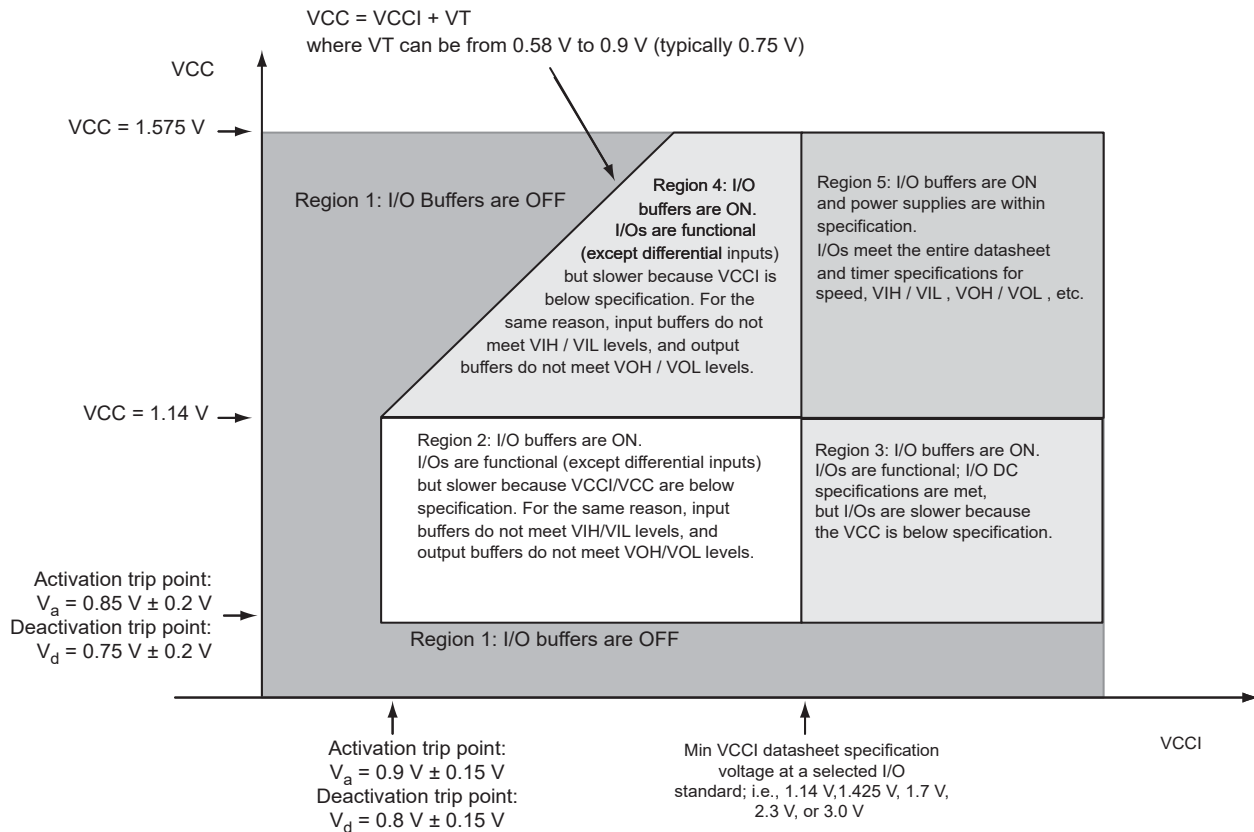 VCC = VCCI + VT
where VT can be from 0.58 V to 0.9 V (typically 0.75 V)
VCC
VCC = 1.575 V
Region 1: I/O Buffers are OFF
Region 4: I/O
buffers are ON.
I/Os are functional
(except differential inputs)
but slower because VCCI is
below specification. For the
same reason, input buffers do not
meet VIH / VIL levels, and output
buffers do not meet VOH / VOL levels.
Region 5: I/O buffers are ON
and power supplies are within
specification.
I/Os meet the entire datasheet
and timer specifications for
speed, VIH / VIL , VOH / VOL , etc.
VCC = 1.14 V
Region 2: I/O buffers are ON.
I/Os are functional (except differential inputs)
but slower because VCCI/VCC are below
specification. For the same reason, input
buffers do not meet VIH/VIL levels, and
output buffers do not meet VOH/VOL levels.
Region 3: I/O buffers are ON.
I/Os are functional; I/O DC
specifications are met,
but I/Os are slower because
the VCC is below specification.
Activation trip point:
Va = 0.85 V ± 0.2 V
Deactivation trip point:
Vd = 0.75 V ± 0.2 V
Region 1: I/O buffers are OFF
Activation trip point:
Va = 0.9 V ± 0.15 V
Deactivation trip point:
Vd = 0.8 V ± 0.15 V
Min VCCI datasheet specification
voltage at a selected I/O
standard; i.e., 1.14 V,1.425 V, 1.7 V,
2.3 V, or 3.0 V
VCCI